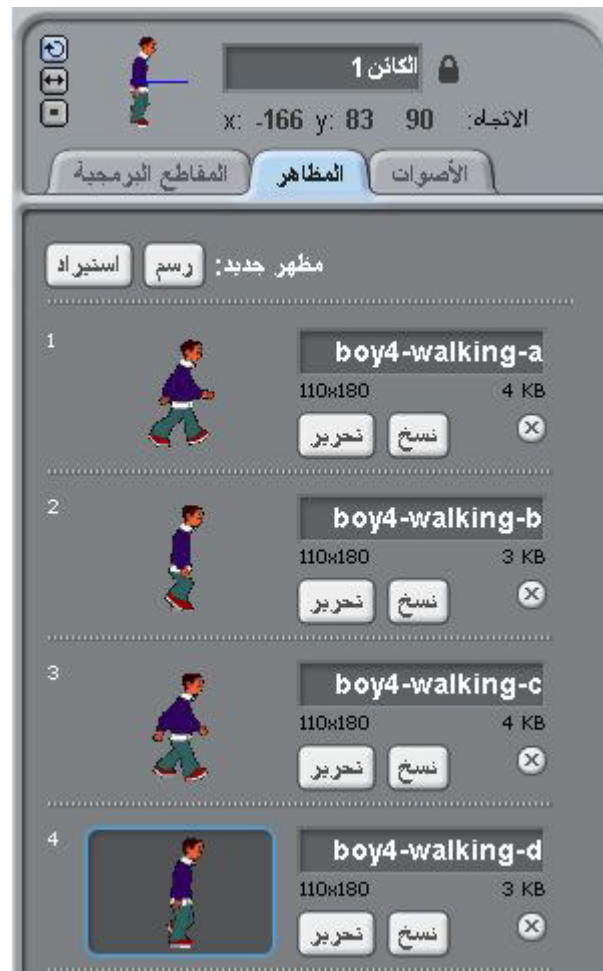 الكائن 1
x: -166 y: 83 90 الاتجاه:
المقاطع البرمجية المظاهر الأصوات
مظهر جديد: رسم استيراد
1
boy4-walking-a
110x180 4 KB
تحرير نسخ
2
boy4-walking-b
110x180 3 KB
تحرير نسخ
3
boy4-walking-c
110x180 4 KB
تحرير نسخ
4
boy4-walking-d
110x180 3 KB
تحرير نسخ